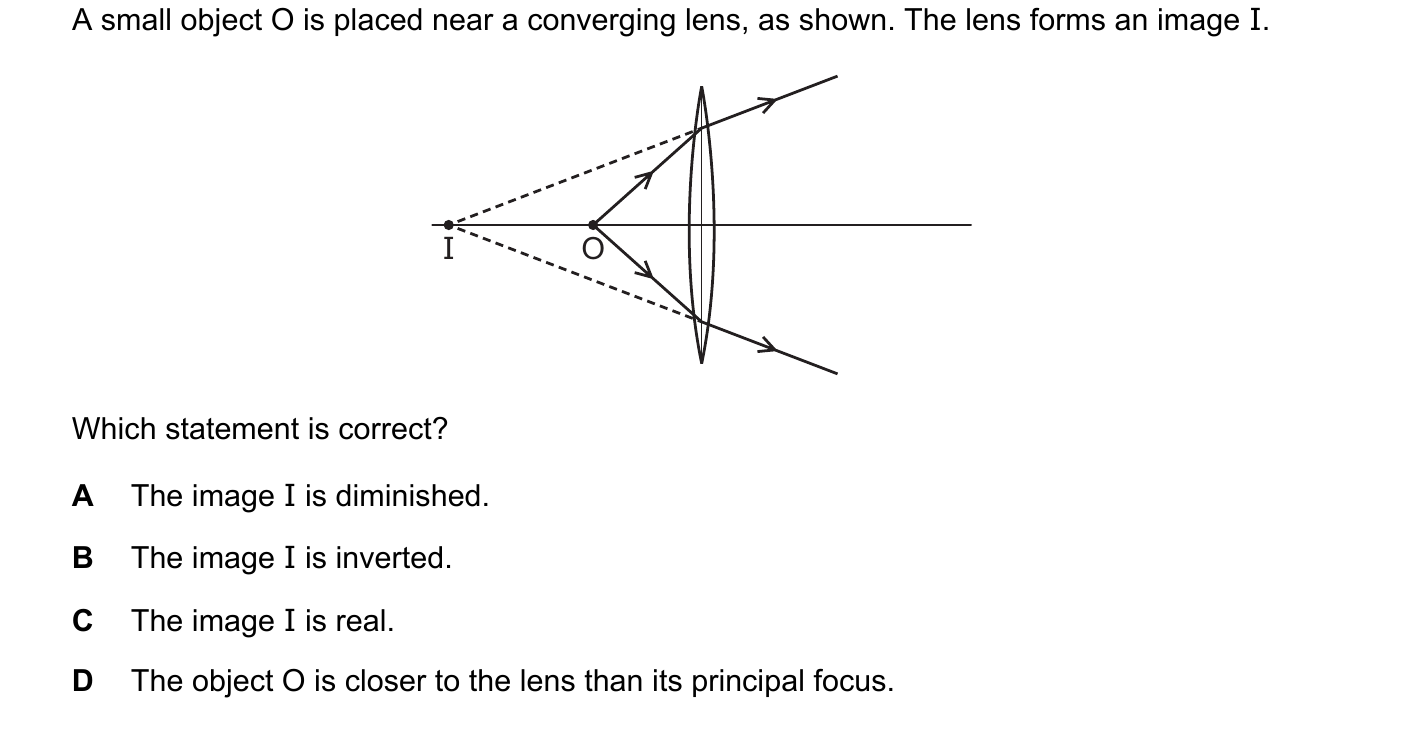 A small object O is placed near a converging lens, as shown. The lens forms an image I.
I
O
Which statement is correct?
A The image I is diminished.
B The image I is inverted.
C The image I is real.
D The object O is closer to the lens than its principal focus.